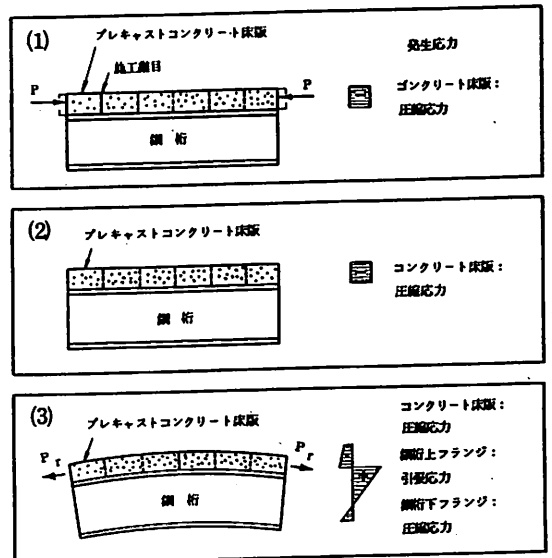 (1)
プレキャストコンクリート床版
施工継目
P
P
鋼 桁
発生応力
コンクリート床版:
圧縮応力
(2)
プレキャストコンクリート床版
鋼 桁
コンクリート床版:
圧縮応力
(3)
プレキャストコンクリート床版
Pr
Pr
鋼 桁
コンクリート床版:
圧縮応力
鋼桁上フランジ:
引張応力
鋼桁下フランジ:
圧縮応力